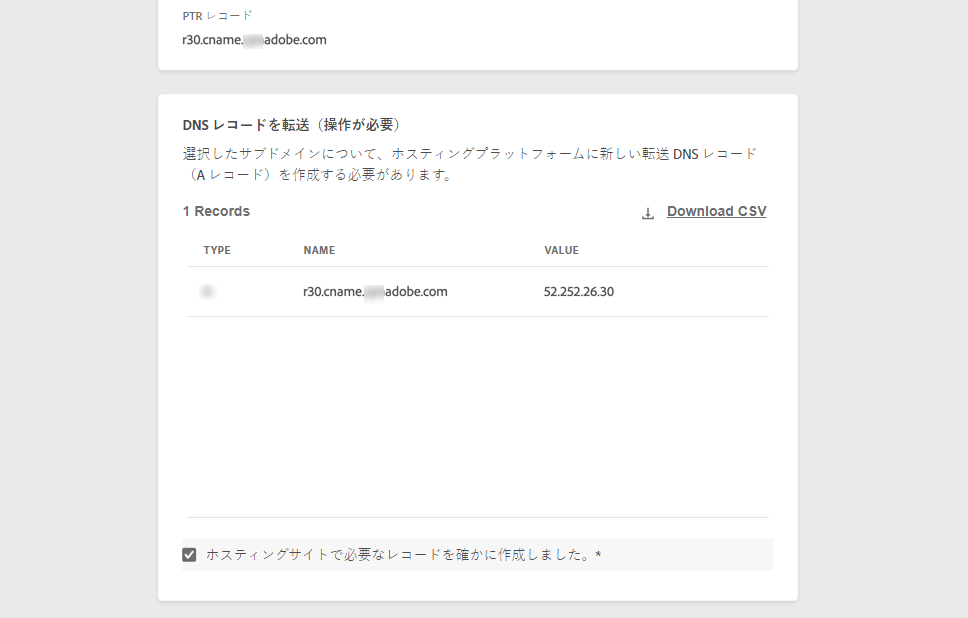 PTR レコード
r30.cname. adobe.com
DNS レコードを転送（操作が必要）
選択したサブドメインについて、ホスティングプラットフォームに新しい転送 DNS レコード
（A レコード）を作成する必要があります。
1 Records Download CSV
TYPE NAME VALUE
r30.cname. adobe.com 52.252.26.30
ホスティングサイトで必要なレコードを確かに作成しました。*